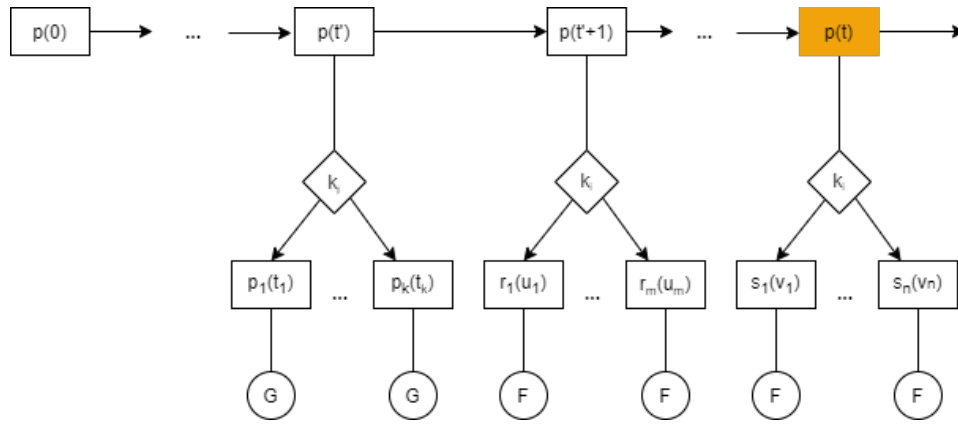 p(0) ... p(t') p(t'+1) ... p(t)
kⱼ kᵢ kᵢ
p₁(t₁) ... pₖ(tₖ) r₁(u₁) ... rₘ(uₘ) s₁(v₁) ... sₙ(vn)
G G F F F F